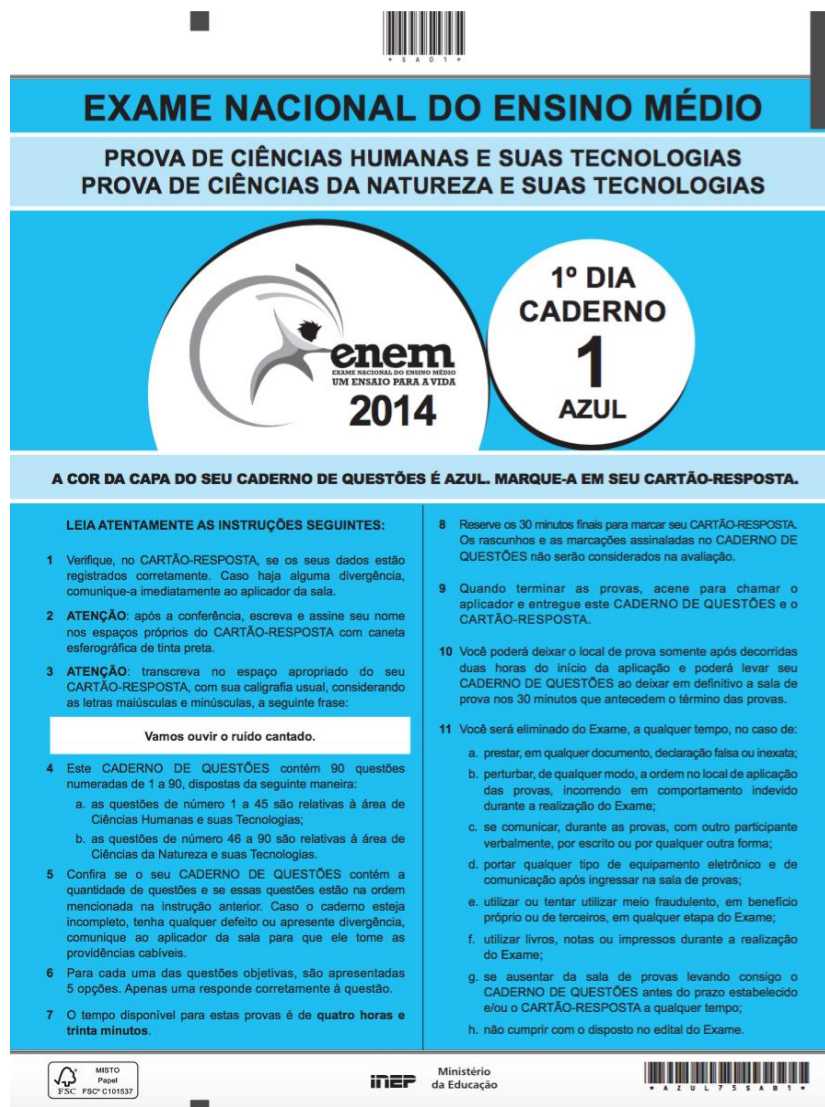 *SAD1*
EXAME NACIONAL DO ENSINO MÉDIO
PROVA DE CIÊNCIAS HUMANAS E SUAS TECNOLOGIAS
PROVA DE CIÊNCIAS DA NATUREZA E SUAS TECNOLOGIAS
enem
EXAME NACIONAL DO ENSINO MÉDIO
UM ENSAIO PARA A VIDA
2014
1º DIA
CADERNO
1
AZUL
A COR DA CAPA DO SEU CADERNO DE QUESTÕES É AZUL. MARQUE-A EM SEU CARTÃO-RESPOSTA.
LEIA ATENTAMENTE AS INSTRUÇÕES SEGUINTES:
1 Verifique, no CARTÃO-RESPOSTA, se os seus dados estão
registrados corretamente. Caso haja alguma divergência,
comunique-a imediatamente ao aplicador da sala.
2 ATENÇÃO: após a conferência, escreva e assine seu nome
nos espaços próprios do CARTÃO-RESPOSTA com caneta
esferográfica de tinta preta.
3 ATENÇÃO: transcreva no espaço apropriado do seu
CARTÃO-RESPOSTA, com sua caligrafia usual, considerando
as letras maiúsculas e minúsculas, a seguinte frase:
Vamos ouvir o ruído cantado.
4 Este CADERNO DE QUESTÕES contém 90 questões
numeradas de 1 a 90, dispostas da seguinte maneira:
a. as questões de número 1 a 45 são relativas à área de
Ciências Humanas e suas Tecnologias;
b. as questões de número 46 a 90 são relativas à área de
Ciências da Natureza e suas Tecnologias.
5 Confira se o seu CADERNO DE QUESTÕES contém a
quantidade de questões e se essas questões estão na ordem
mencionada na instrução anterior. Caso o caderno esteja
incompleto, tenha qualquer defeito ou apresente divergência,
comunique ao aplicador da sala para que ele tome as
providências cabíveis.
6 Para cada uma das questões objetivas, são apresentadas
5 opções. Apenas uma responde corretamente à questão.
7 O tempo disponível para estas provas é de quatro horas e
trinta minutos.
8 Reserve os 30 minutos finais para marcar seu CARTÃO-RESPOSTA.
Os rascunhos e as marcações assinaladas no CADERNO DE
QUESTÕES não serão considerados na avaliação.
9 Quando terminar as provas, acene para chamar o
aplicador e entregue este CADERNO DE QUESTÕES e o
CARTÃO-RESPOSTA.
10 Você poderá deixar o local de prova somente após decorridas
duas horas do início da aplicação e poderá levar seu
CADERNO DE QUESTÕES ao deixar em definitivo a sala de
prova nos 30 minutos que antecedem o término das provas.
11 Você será eliminado do Exame, a qualquer tempo, no caso de:
a. prestar, em qualquer documento, declaração falsa ou inexata;
b. perturbar, de qualquer modo, a ordem no local de aplicação
das provas, incorrendo em comportamento indevido
durante a realização do Exame;
c. se comunicar, durante as provas, com outro participante
verbalmente, por escrito ou por qualquer outra forma;
d. portar qualquer tipo de equipamento eletrônico e de
comunicação após ingressar na sala de provas;
e. utilizar ou tentar utilizar meio fraudulento, em benefício
próprio ou de terceiros, em qualquer etapa do Exame;
f. utilizar livros, notas ou impressos durante a realização
do Exame;
g. se ausentar da sala de provas levando consigo o
CADERNO DE QUESTÕES antes do prazo estabelecido
e/ou o CARTÃO-RESPOSTA a qualquer tempo;
h. não cumprir com o disposto no edital do Exame.
FSC
MISTO
Papel
FSC® C101537
inep
Ministério
da Educação
*AZUL75SAB1*